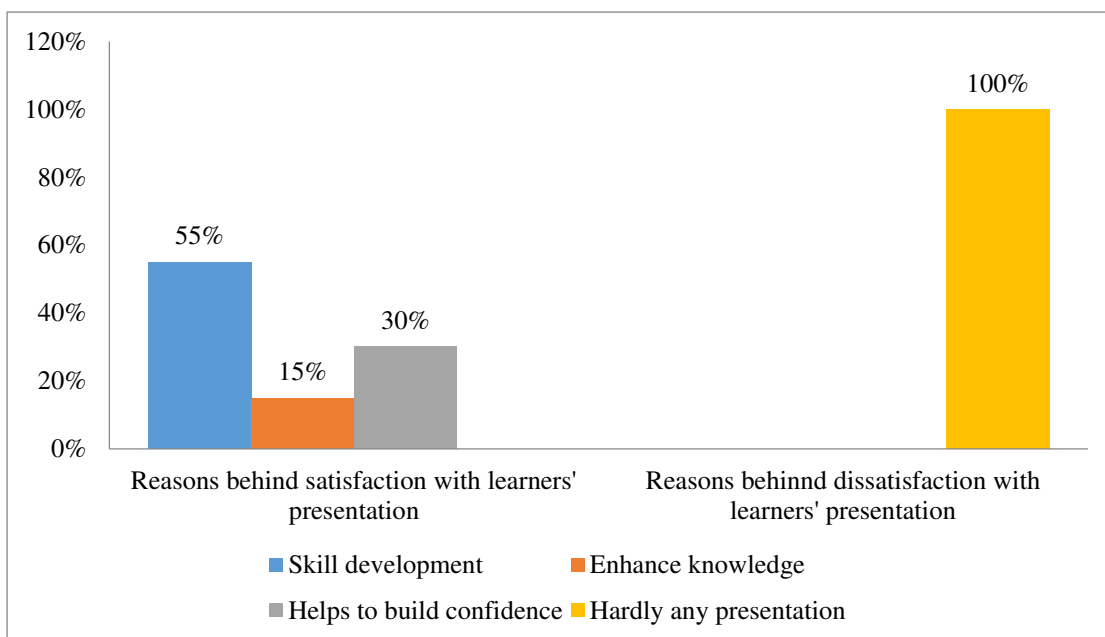 120%
100%
80%
60%
40%
20%
0%
55%
15%
30%
100%
Reasons behind satisfaction with learners'
presentation
Reasons behinnd dissatisfaction with
learners' presentation
Skill development
Enhance knowledge
Helps to build confidence
Hardly any presentation